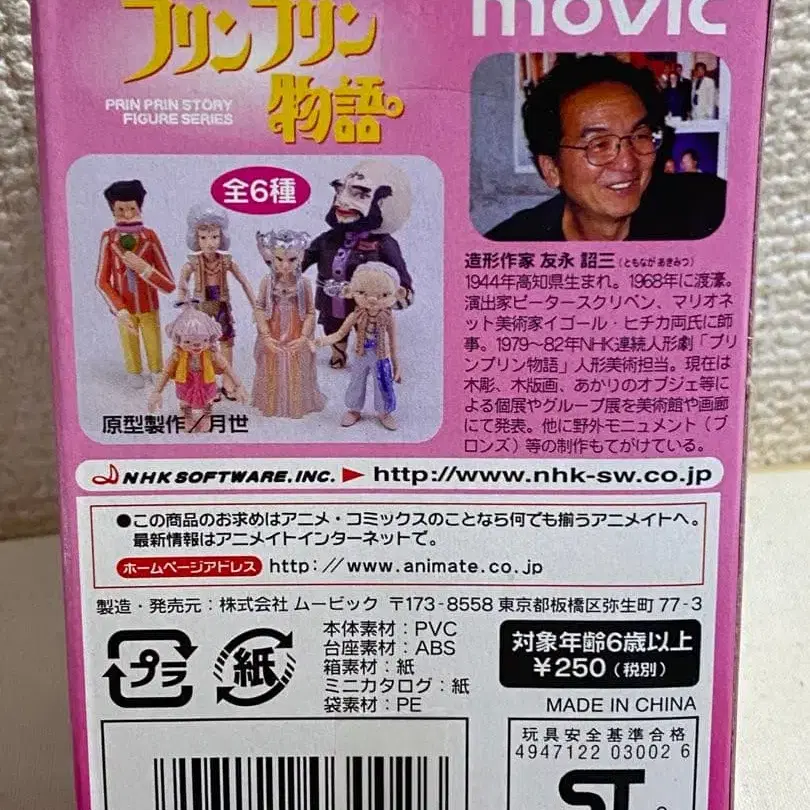 movic
プリンプリン
物語。
PRIN PRIN STORY
FIGURE SERIES
全6種
原型製作／月世
造形作家 友永 詔三(ともなが あきみつ)
1944年高知県生まれ。1968年に渡濠。
演出家ピータースクリベン、マリオネ
ット美術家イゴール・ヒチカ両氏に師
事。1979〜82年NHK連続人形劇「プリ
ンプリン物語」人形美術担当。現在は
木彫、木版画、あかりのオブジェ等に
よる個展やグループ展を美術館や画廊
にて発表。他に野外モニュメント（ブ
ロンズ）等の制作もてがけている。
NHK SOFTWARE,INC. ▶ http://www.nhk-sw.co.jp
●この商品のお求めはアニメ・コミックスのことなら何でも揃うアニメイトへ。
最新情報はアニメイトインターネットで。
ホームページアドレス http://www.animate.co.jp
製造・発売元：株式会社 ムービック 〒173-8558 東京都板橋区弥生町77-3
プラ
紙
本体素材：PVC
台座素材：ABS
箱素材：紙
ミニカタログ：紙
袋素材：PE
対象年齢6歳以上
¥250（税別）
MADE IN CHINA
玩具安全基準合格
4947122 03002 6
ST